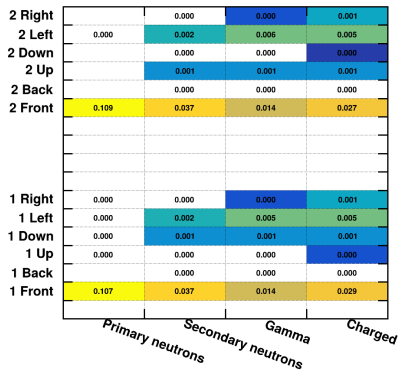 2 Right 0.000 0.000 0.001
2 Left 0.000 0.002 0.006 0.005
2 Down 0.000 0.000 0.000
2 Up 0.001 0.001 0.001
2 Back 0.000 0.000 0.000
2 Front 0.109 0.037 0.014 0.027
1 Right 0.000 0.000 0.000 0.001
1 Left 0.000 0.002 0.005 0.005
1 Down 0.000 0.001 0.001 0.001
1 Up 0.000 0.000 0.000 0.000
1 Back 0.000 0.000 0.000
1 Front 0.107 0.037 0.014 0.029
Primary neutrons
Secondary neutrons
Gamma
Charged